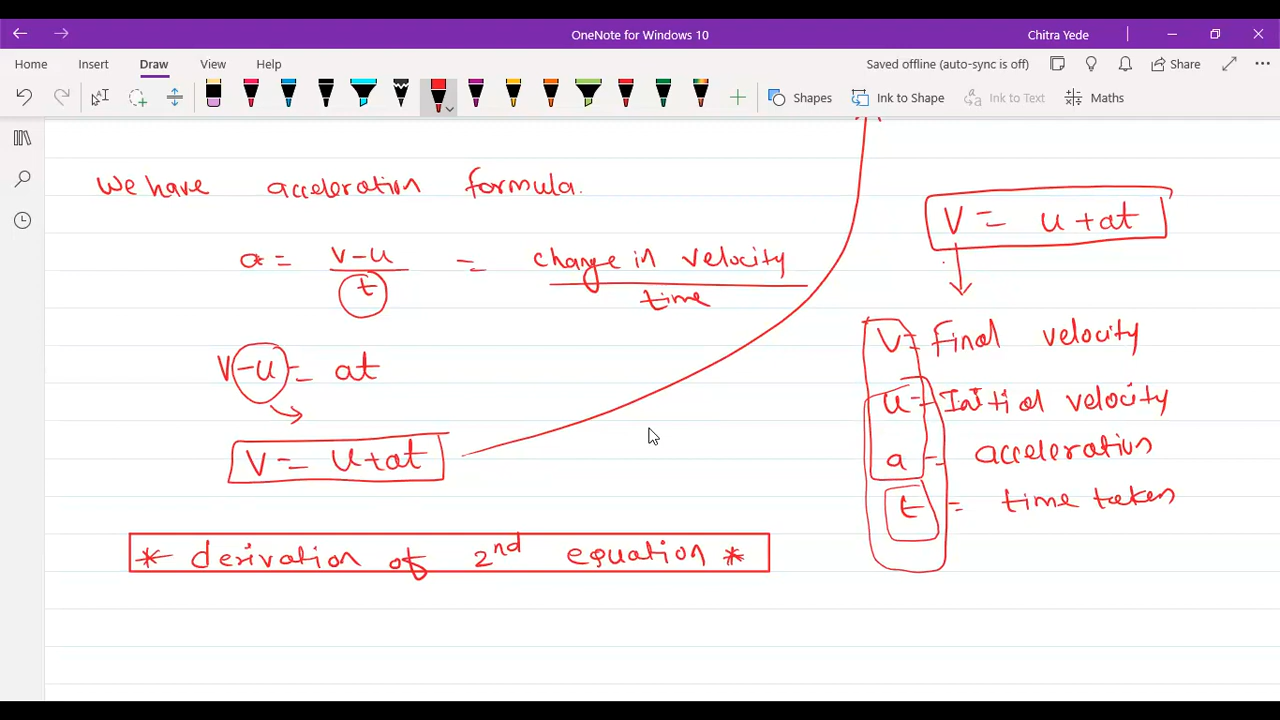 OneNote for Windows 10
Chitra Yede
Home Insert Draw View Help
Saved offline (auto-sync is off)
Share
Shapes
Ink to Shape
Ink to Text
Maths
We have acceleration formula.
a = v-u / t = change in velocity / time
V-u = at
V = u+at
* derivation of 2nd equation *
V = u+at
V = Final velocity
u = Initial velocity
a = acceleration
t = time taken